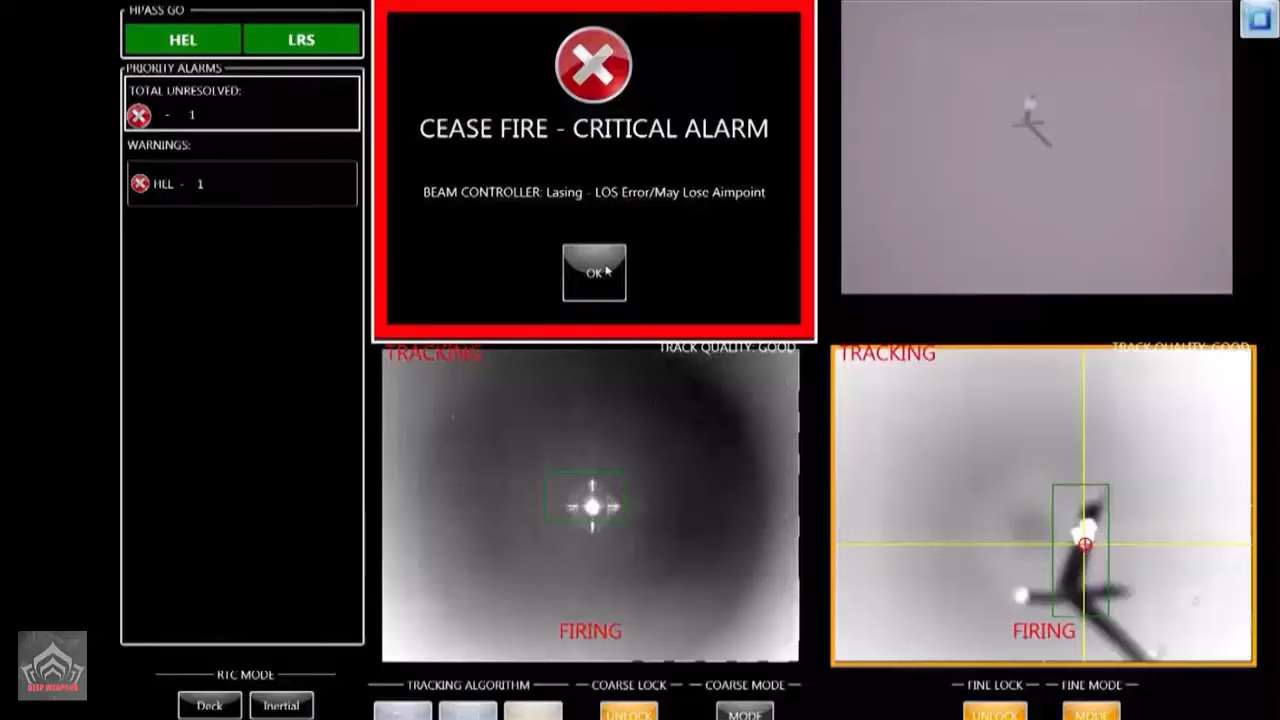 HPASS GO
HEL
LRS
PRIORITY ALARMS
TOTAL UNRESOLVED:
- 1
WARNINGS:
HEL - 1
CEASE FIRE - CRITICAL ALARM
BEAM CONTROLLER: Lasing - LOS Error/May Lose Aimpoint
OK
TRACKING
TRACK QUALITY: GOOD
FIRING
TRACKING
TRACK QUALITY: GOOD
FIRING
RTC MODE
Deck
Inertial
TRACKING ALGORITHM
COARSE LOCK
COARSE MODE
UNLOCK
MODE
FINE LOCK
FINE MODE
UNLOCK
MODE
DEEP WEAPONS